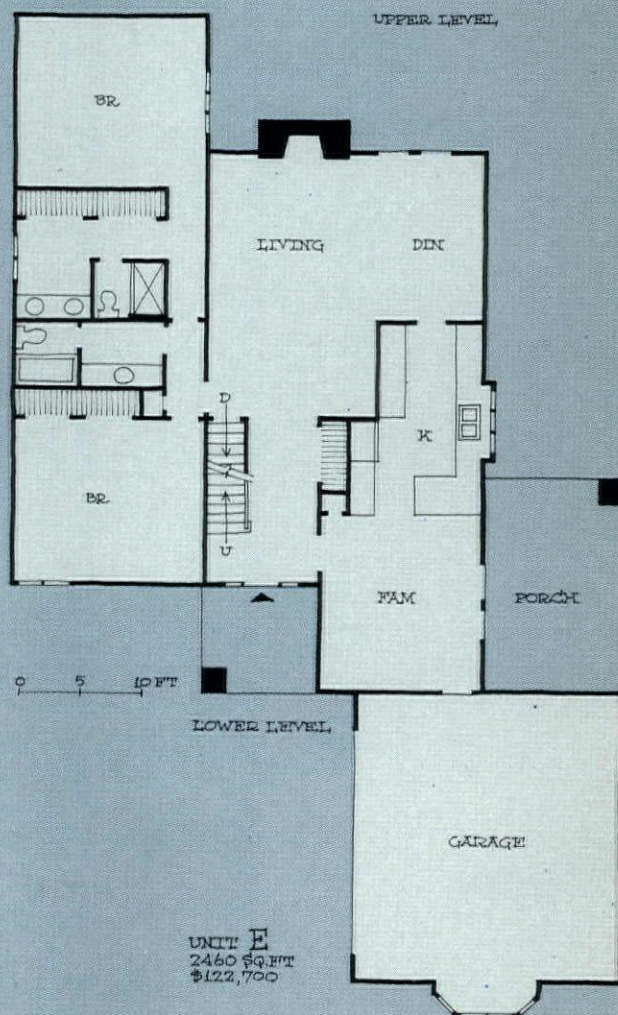 UPPER LEVEL
BR
LIVING
DIN
D
K
BR
U
FAM
PORCH
0 5 10 FT
LOWER LEVEL
GARAGE
UNIT E
2460 SQ.FT
$122,700